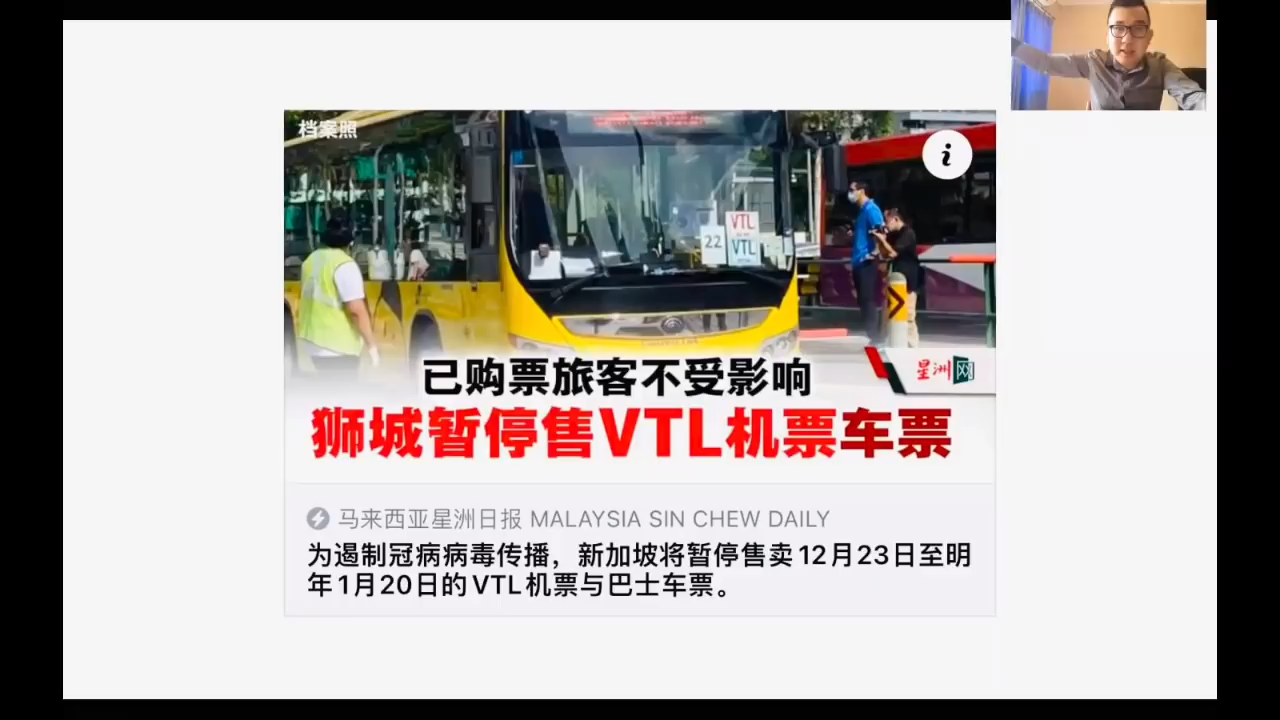 档案照
22
VTL
VTL
已购票旅客不受影响
星洲网
狮城暂停售VTL机票车票
马来西亚星洲日报 MALAYSIA SIN CHEW DAILY
为遏制冠病病毒传播，新加坡将暂停售卖12月23日至明
年1月20日的VTL机票与巴士车票。